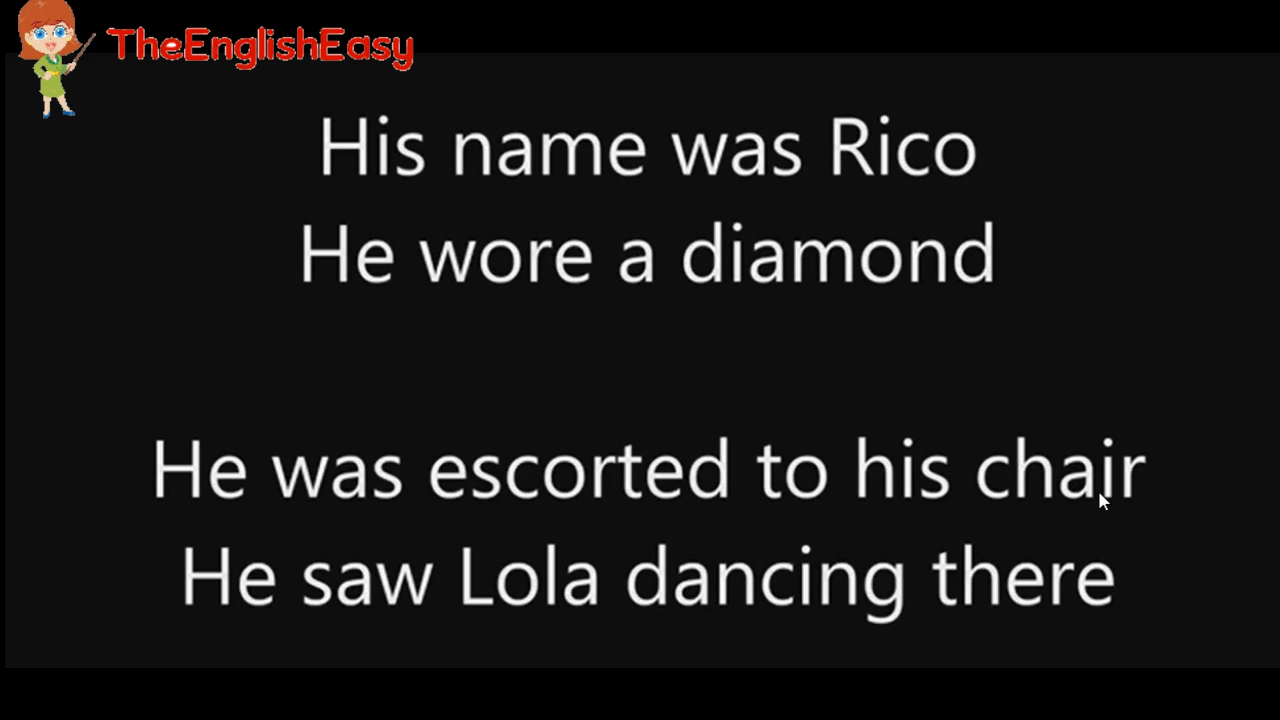 TheEnglishEasy
His name was Rico
He wore a diamond
He was escorted to his chair
He saw Lola dancing there